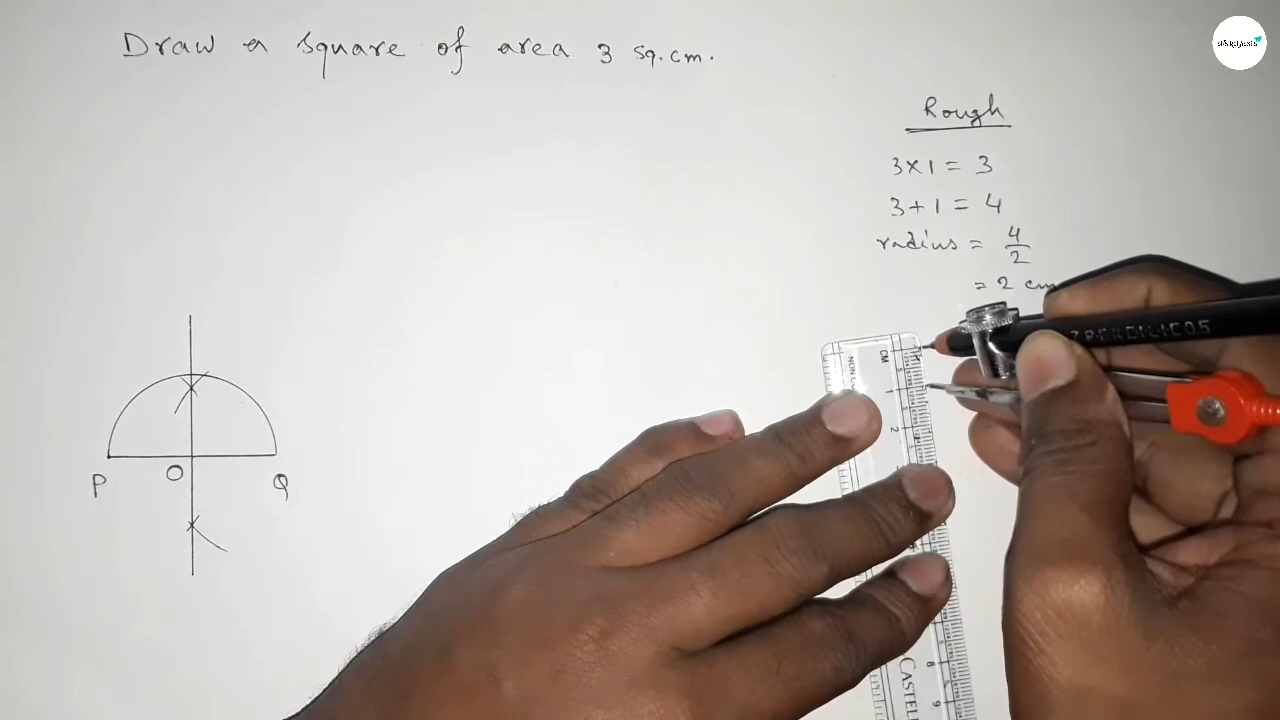 Draw a square of area 3 sq.cm.
Rough
3×1 = 3
3+1 = 4
radius = 4/2
= 2 cm
P
O
Q
CM
1
2
8
9
CASTELL